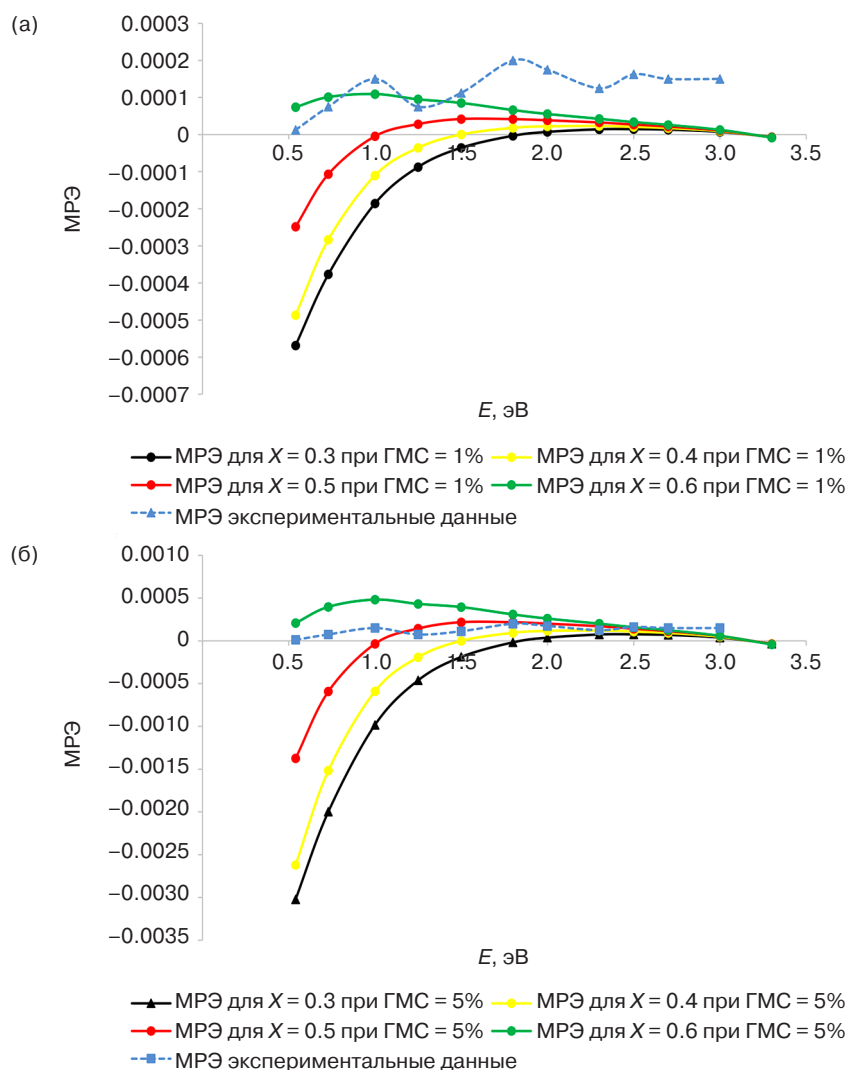 (а)
0.0003
0.0002
0.0001
0
−0.0001
−0.0002
−0.0003
−0.0004
−0.0005
−0.0006
−0.0007
МРЭ
0.5 1.0 1.5 2.0 2.5 3.0 3.5
E, эВ
МРЭ для X = 0.3 при ГМС = 1% МРЭ для X = 0.4 при ГМС = 1%
МРЭ для X = 0.5 при ГМС = 1% МРЭ для X = 0.6 при ГМС = 1%
МРЭ экспериментальные данные
(б)
0.0010
0.0005
0
−0.0005
−0.0010
−0.0015
−0.0020
−0.0025
−0.0030
−0.0035
МРЭ
0.5 1.0 1.5 2.0 2.5 3.0 3.5
E, эВ
МРЭ для X = 0.3 при ГМС = 5% МРЭ для X = 0.4 при ГМС = 5%
МРЭ для X = 0.5 при ГМС = 5% МРЭ для X = 0.6 при ГМС = 5%
МРЭ экспериментальные данные